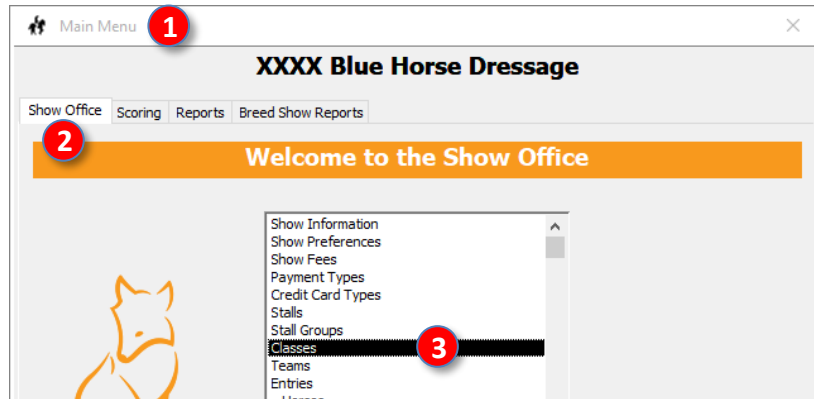 Main Menu 1
XXXX Blue Horse Dressage
Show Office Scoring Reports Breed Show Reports
2
Welcome to the Show Office
Show Information
Show Preferences
Show Fees
Payment Types
Credit Card Types
Stalls
Stall Groups
Classes 3
Teams
Entries